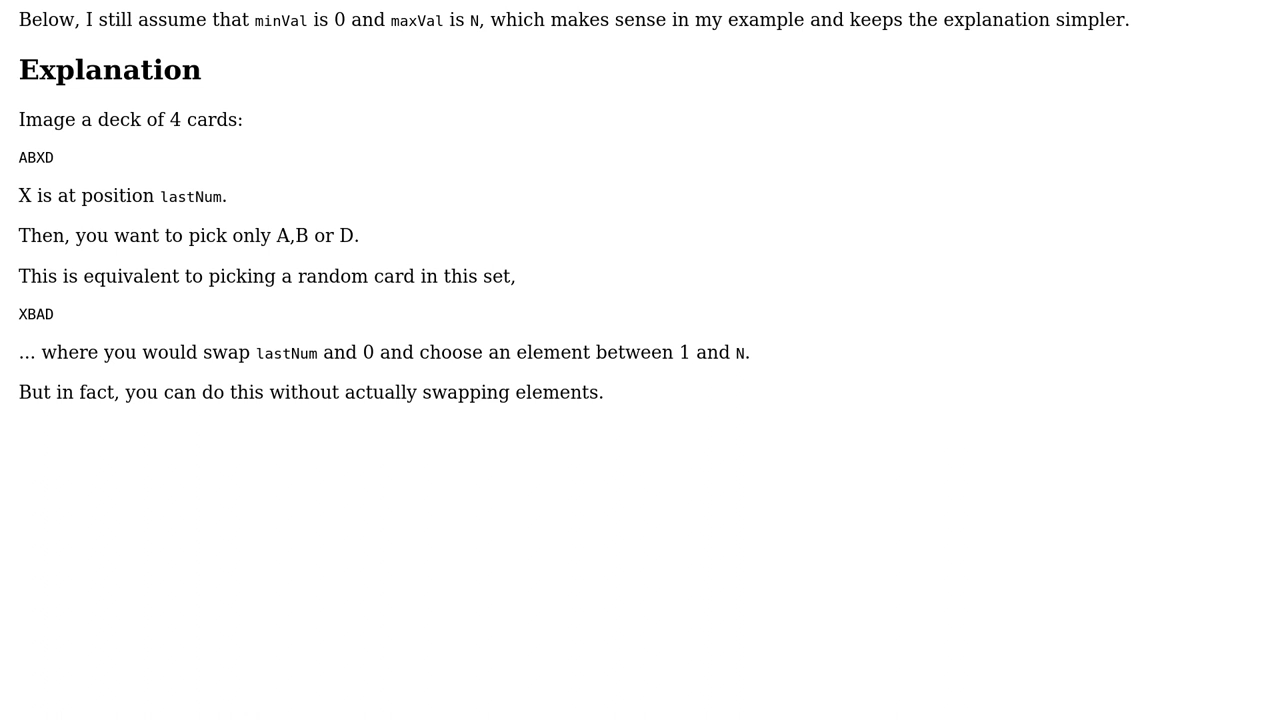 Below, I still assume that minVal is 0 and maxVal is N, which makes sense in my example and keeps the explanation simpler.
Explanation
Image a deck of 4 cards:
ABXD
X is at position lastNum.
Then, you want to pick only A,B or D.
This is equivalent to picking a random card in this set,
XBAD
... where you would swap lastNum and 0 and choose an element between 1 and N.
But in fact, you can do this without actually swapping elements.